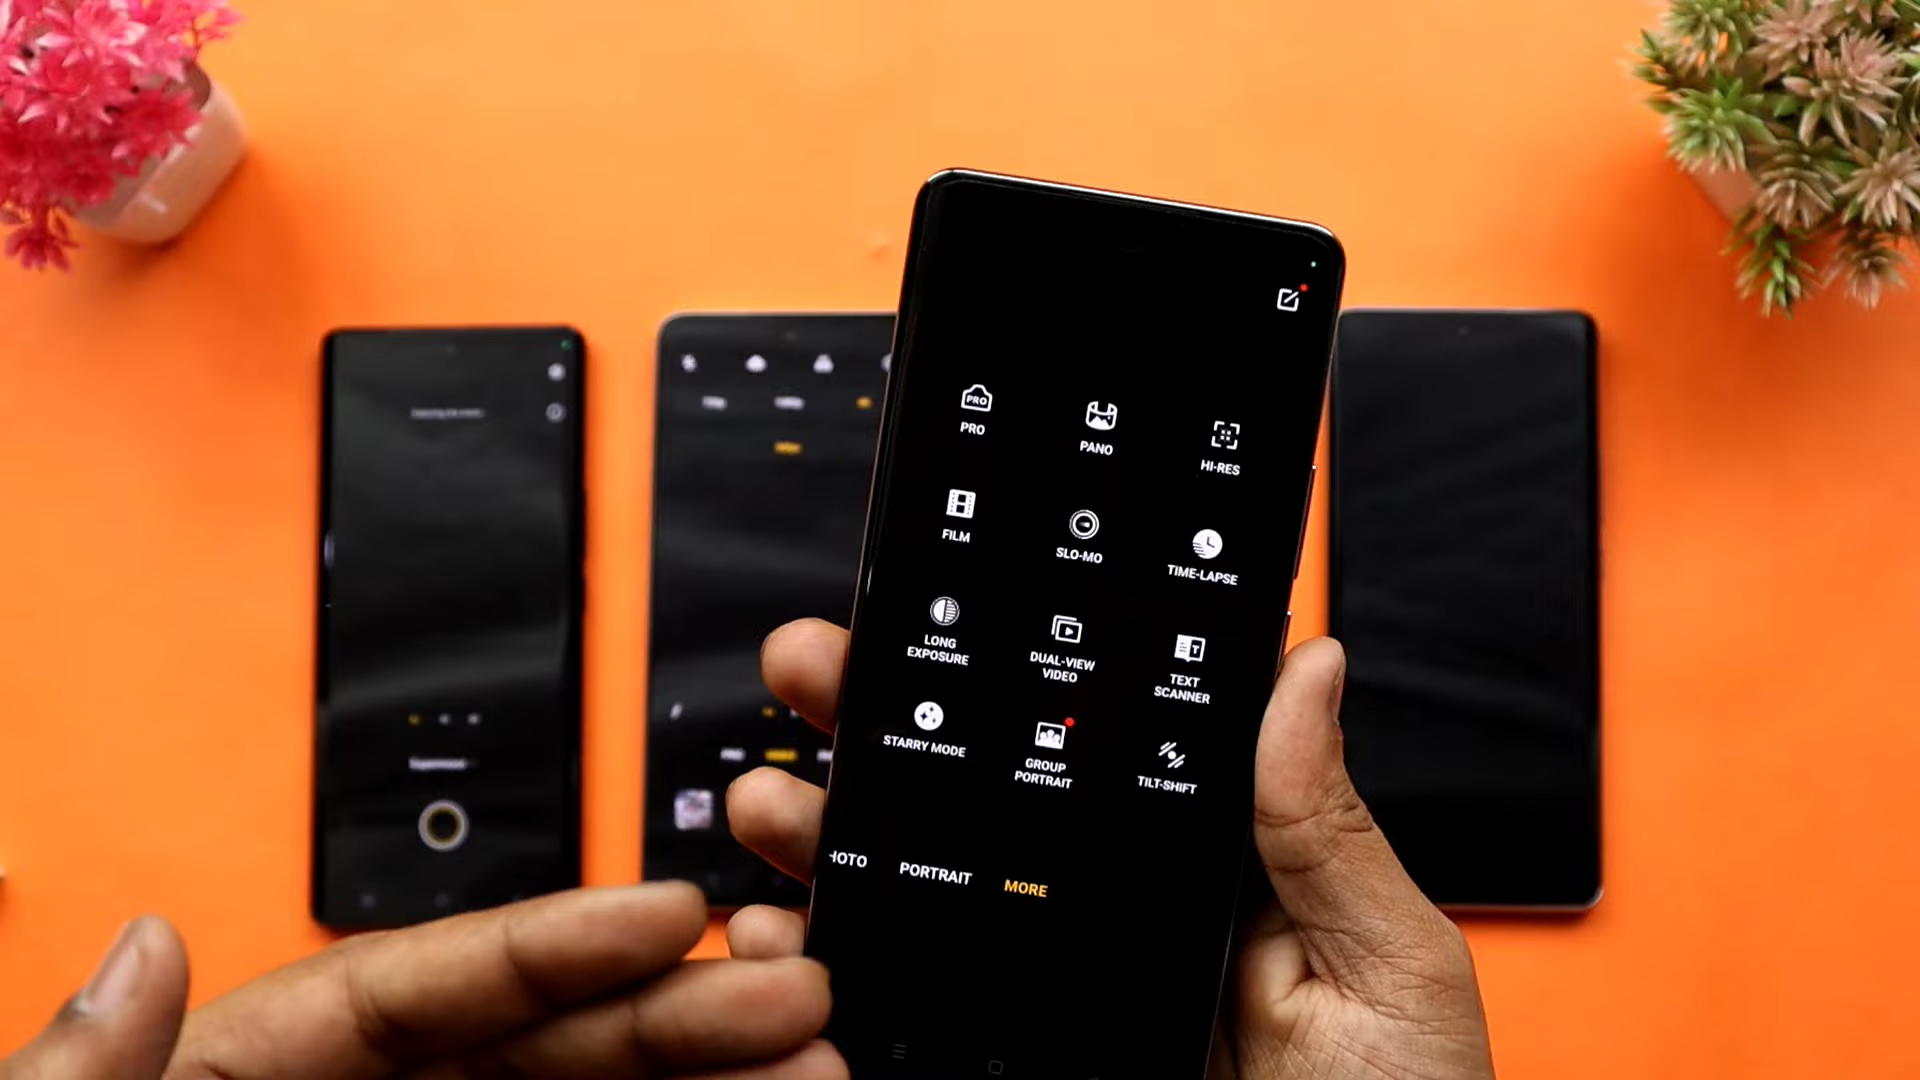 PRO
PRO
PANO
HI-RES
FILM
SLO-MO
TIME-LAPSE
LONG
EXPOSURE
DUAL-VIEW
VIDEO
T
TEXT
SCANNER
STARRY MODE
GROUP
PORTRAIT
TILT-SHIFT
HOTO
PORTRAIT
MORE